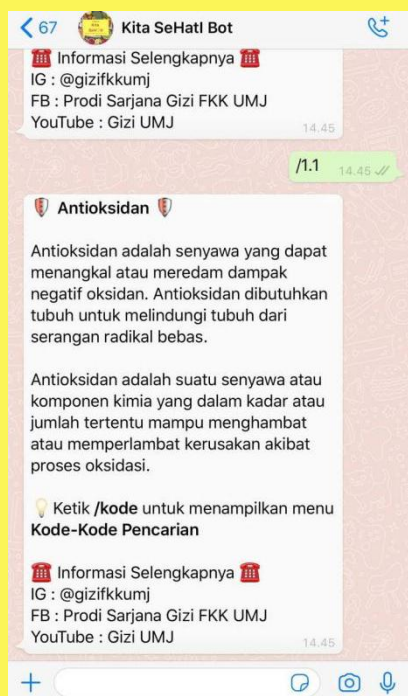 67
Kita SeHatI Bot
☎️ Informasi Selengkapnya ☎️
IG : @gizifkkumj
FB : Prodi Sarjana Gizi FKK UMJ
YouTube : Gizi UMJ
14.45
/1.1 14.45
🛡️ Antioksidan 🛡️
Antioksidan adalah senyawa yang dapat
menangkal atau meredam dampak
negatif oksidan. Antioksidan dibutuhkan
tubuh untuk melindungi tubuh dari
serangan radikal bebas.
Antioksidan adalah suatu senyawa atau
komponen kimia yang dalam kadar atau
jumlah tertentu mampu menghambat
atau memperlambat kerusakan akibat
proses oksidasi.
💡 Ketik /kode untuk menampilkan menu
Kode-Kode Pencarian
☎️ Informasi Selengkapnya ☎️
IG : @gizifkkumj
FB : Prodi Sarjana Gizi FKK UMJ
YouTube : Gizi UMJ
14.45